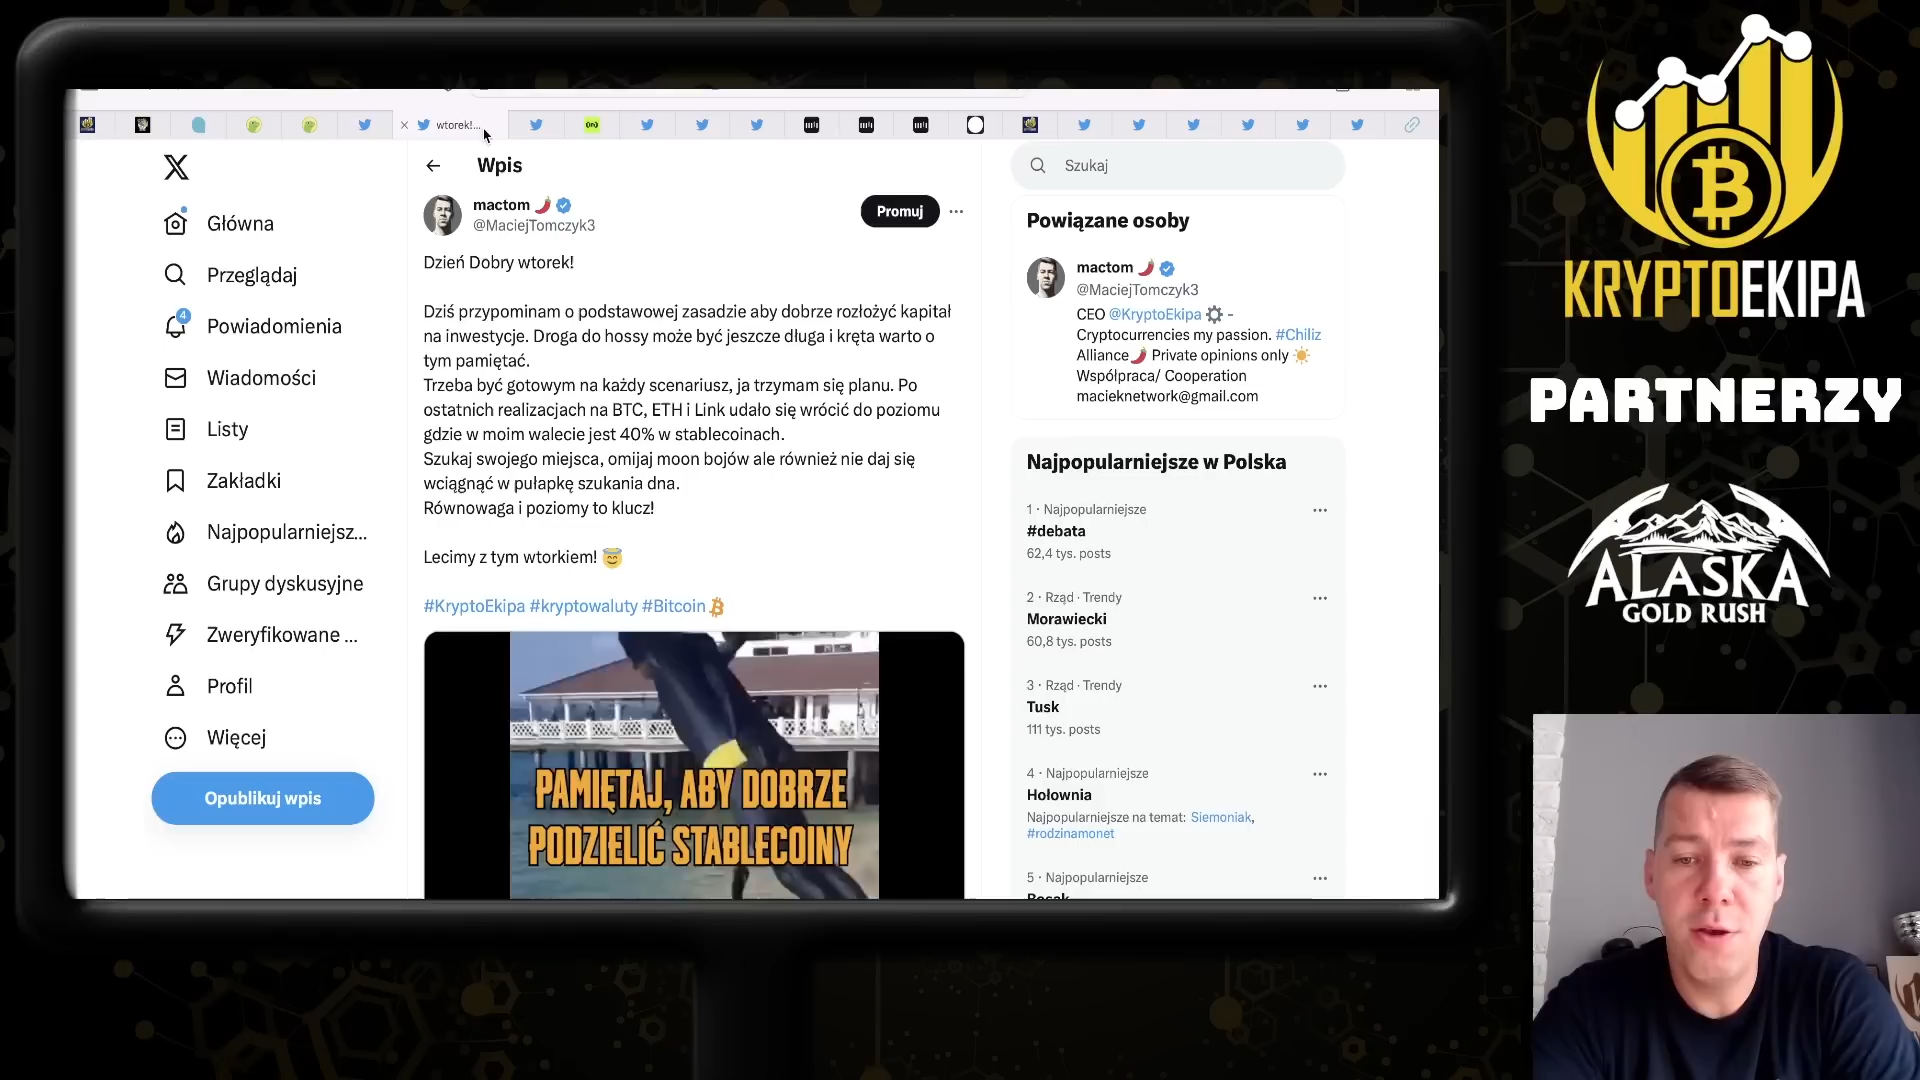 wtorek!...
Główna
Przeglądaj
4
Powiadomienia
Wiadomości
Listy
Zakładki
Najpopularniejsz...
Grupy dyskusyjne
Zweryfikowane ...
Profil
Więcej
Opublikuj wpis
Wpis
mactom
@MaciejTomczyk3
Promuj
Dzień Dobry wtorek!
Dziś przypominam o podstawowej zasadzie aby dobrze rozłożyć kapitał
na inwestycje. Droga do hossy może być jeszcze długa i kręta warto o
tym pamiętać.
Trzeba być gotowym na każdy scenariusz, ja trzymam się planu. Po
ostatnich realizacjach na BTC, ETH i Link udało się wrócić do poziomu
gdzie w moim walecie jest 40% w stablecoinach.
Szukaj swojego miejsca, omijaj moon bojów ale również nie daj się
wciągnąć w pułapkę szukania dna.
Równowaga i poziomy to klucz!
Lecimy z tym wtorkiem! 😇
#KryptoEkipa #kryptowaluty #Bitcoin
PAMIĘTAJ, ABY DOBRZE
PODZIELIĆ STABLECOINY
Szukaj
Powiązane osoby
mactom
@MaciejTomczyk3
CEO @KryptoEkipa ⚙️ -
Cryptocurrencies my passion. #Chiliz
Alliance🌶️ Private opinions only ☀️
Współpraca/ Cooperation
macieknetwork@gmail.com
Najpopularniejsze w Polska
1 · Najpopularniejsze
#debata
62,4 tys. posts
2 · Rząd · Trendy
Morawiecki
60,8 tys. posts
3 · Rząd · Trendy
Tusk
111 tys. posts
4 · Najpopularniejsze
Hołownia
Najpopularniejsze na temat: Siemoniak,
#rodzinamonet
5 · Najpopularniejsze
Bosak
KRYPTOEKIPA
PARTNERZY
ALASKA
GOLD RUSH